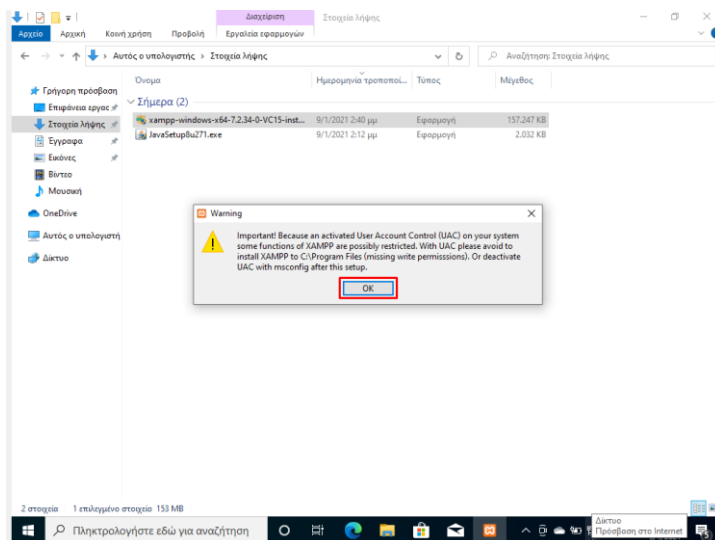 Διαχείριση
Στοιχεία λήψης
Αρχείο Αρχική Κοινή χρήση Προβολή Εργαλεία εφαρμογών
Αυτός ο υπολογιστής › Στοιχεία λήψης
Αναζήτηση: Στοιχεία λήψης
Όνομα Ημερομηνία τροποποί... Τύπος Μέγεθος
Γρήγορη πρόσβαση
Επιφάνεια εργας
Στοιχεία λήψης
Έγγραφα
Εικόνες
Βίντεο
Μουσική
OneDrive
Αυτός ο υπολογιστή
Δίκτυο
Σήμερα (2)
xampp-windows-x64-7.2.34-0-VC15-inst... 9/1/2021 2:40 μμ Εφαρμογή 157.247 KB
JavaSetup8u271.exe 9/1/2021 2:12 μμ Εφαρμογή 2.032 KB
Warning
Important! Because an activated User Account Control (UAC) on your system
some functions of XAMPP are possibly restricted. With UAC please avoid to
install XAMPP to C:\Program Files (missing write permisssions). Or deactivate
UAC with msconfig after this setup.
OK
2 στοιχεία 1 επιλεγμένο στοιχείο 153 MB
Πληκτρολογήστε εδώ για αναζήτηση
Δίκτυο
Πρόσβαση στο Internet